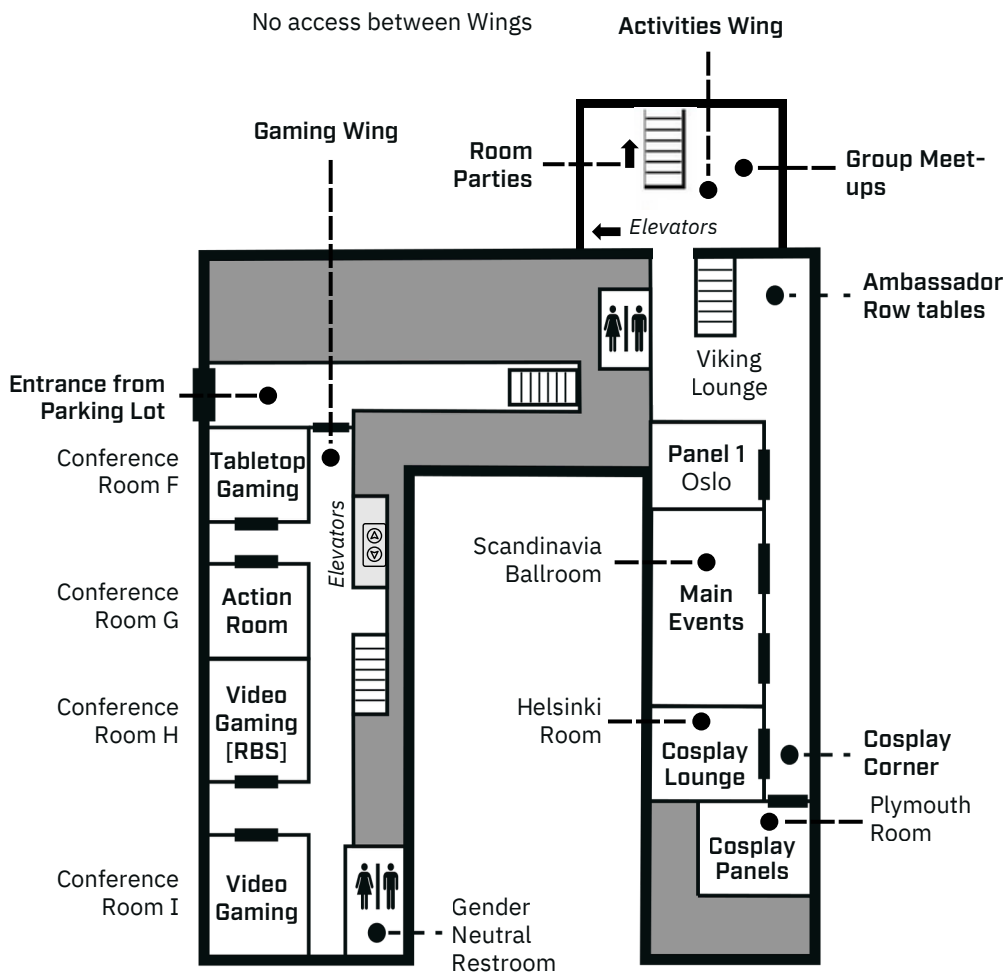 No access between Wings
Activities Wing
Gaming Wing
Room
Parties
Group Meet-
ups
Elevators
Ambassador
Row tables
Viking
Lounge
Entrance from
Parking Lot
Conference
Room F
Tabletop
Gaming
Panel 1
Oslo
Elevators
Scandinavia
Ballroom
Main
Events
Conference
Room G
Action
Room
Conference
Room H
Video
Gaming
[RBS]
Helsinki
Room
Cosplay
Lounge
Cosplay
Corner
Plymouth
Room
Cosplay
Panels
Conference
Room I
Video
Gaming
Gender
Neutral
Restroom